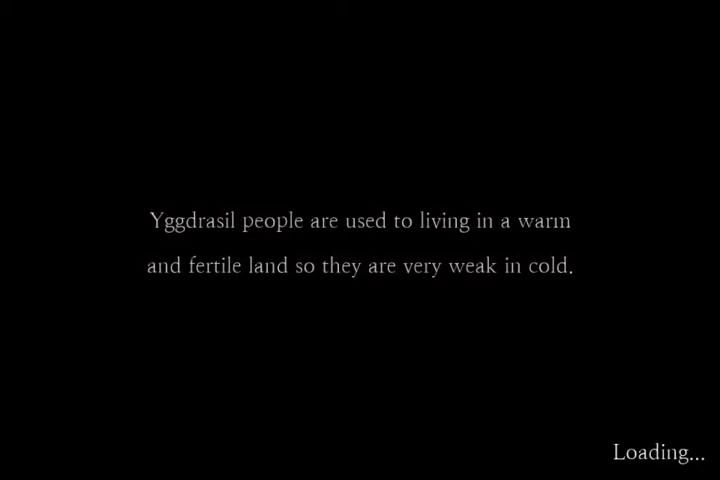 Yggdrasil people are used to living in a warm
and fertile land so they are very weak in cold.
Loading...